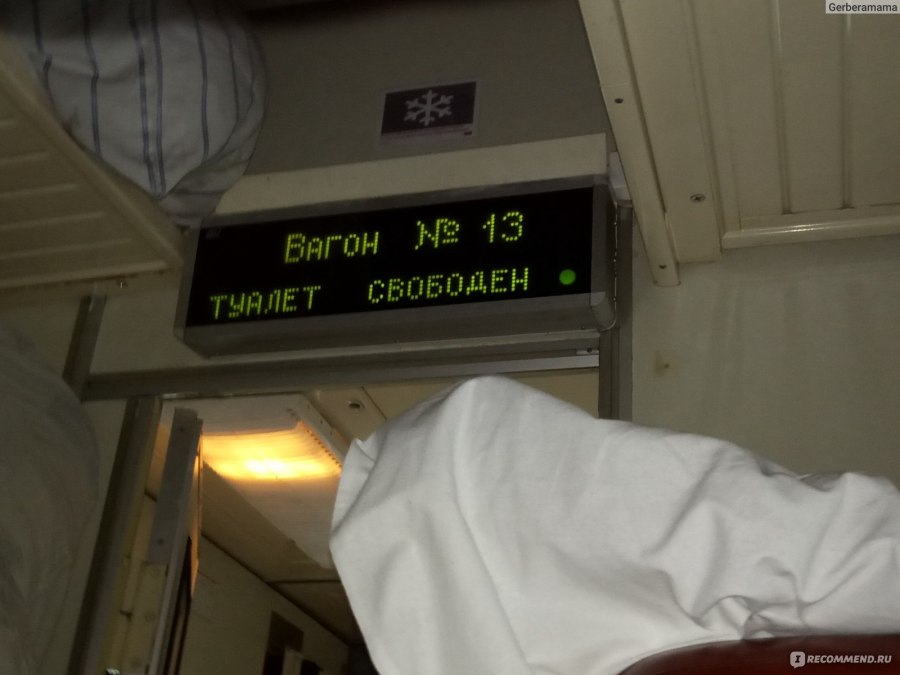 Gerberamama
Вагон № 13
ТУАЛЕТ СВОБОДЕН
I RECOMMEND.RU